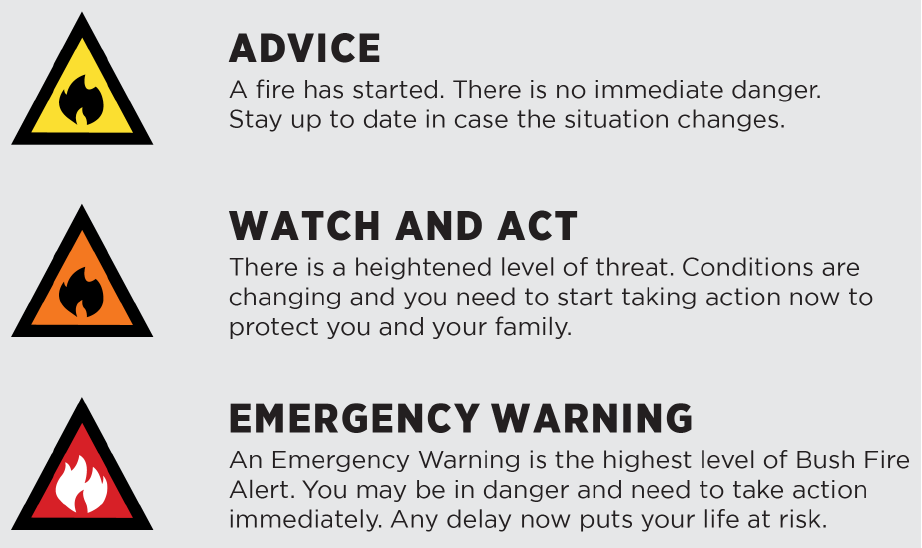 ADVICE
A fire has started. There is no immediate danger.
Stay up to date in case the situation changes.
WATCH AND ACT
There is a heightened level of threat. Conditions are
changing and you need to start taking action now to
protect you and your family.
EMERGENCY WARNING
An Emergency Warning is the highest level of Bush Fire
Alert. You may be in danger and need to take action
immediately. Any delay now puts your life at risk.